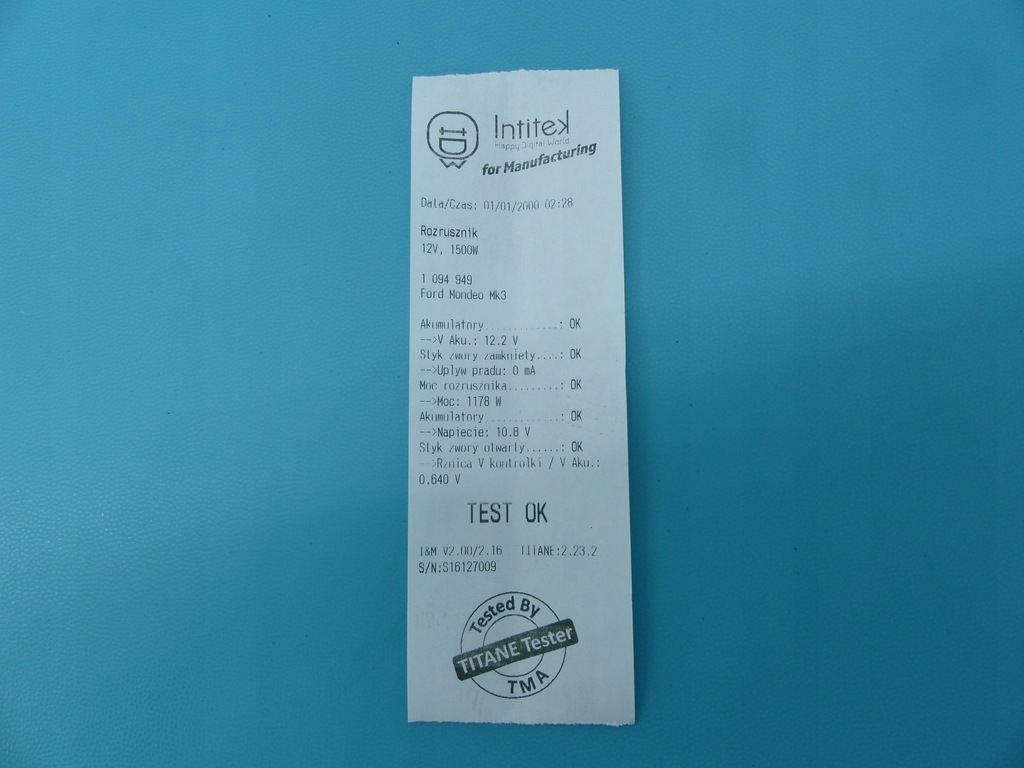 Intitek
Happy Digital World
for Manufacturing
Data/Czas: 01/01/2000 02:28
Rozrusznik
12V, 1500W
1 094 949
Ford Mondeo Mk3
Akumulatory............: OK
-->V Aku.: 12.2 V
Styk zwory zamkniety....: OK
-->Uplyw pradu: 0 mA
Moc rozrusznika.........: OK
-->Moc: 1178 W
Akumulatory............: OK
-->Napiecie: 10.8 V
Styk zwory otwarty......: OK
-->Rznica V kontrolki / V Aku.:
0.640 V
TEST OK
I&M V2.00/2.16 TITANE:2.23.2
S/N:S16127009
Tested By
TITANE Tester
TMA